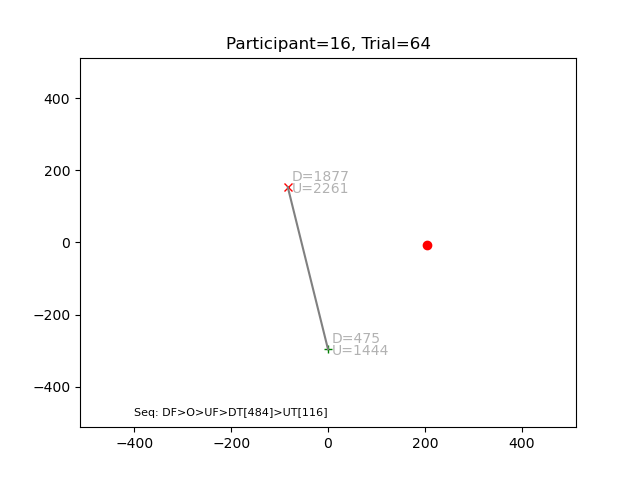 Participant=16, Trial=64
400
200
0
−200
−400
D=1877
U=2261
D=475
U=1444
Seq: DF>O>UF>DT[484]>UT[116]
−400
−200
0
200
400